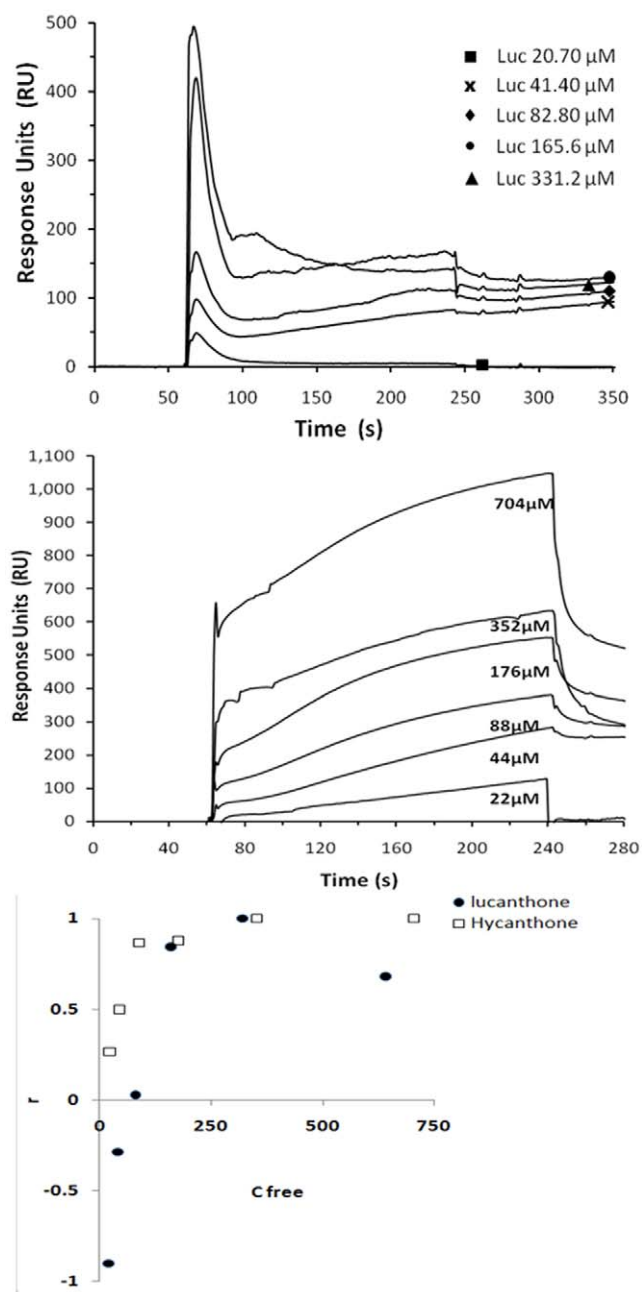 500
400
300
200
100
0
Response Units (RU)
Luc 20.70 µM
Luc 41.40 µM
Luc 82.80 µM
Luc 165.6 µM
Luc 331.2 µM
0 50 100 150 200 250 300 350
Time (s)
1,100
1,000
900
800
700
600
500
400
300
200
100
0
Response Units (RU)
704µM
352µM
176µM
88µM
44µM
22µM
0 40 80 120 160 200 240 280
Time (s)
lucanthone
Hycanthone
1
0.5
0
-0.5
-1
r
0 250 500 750
C free